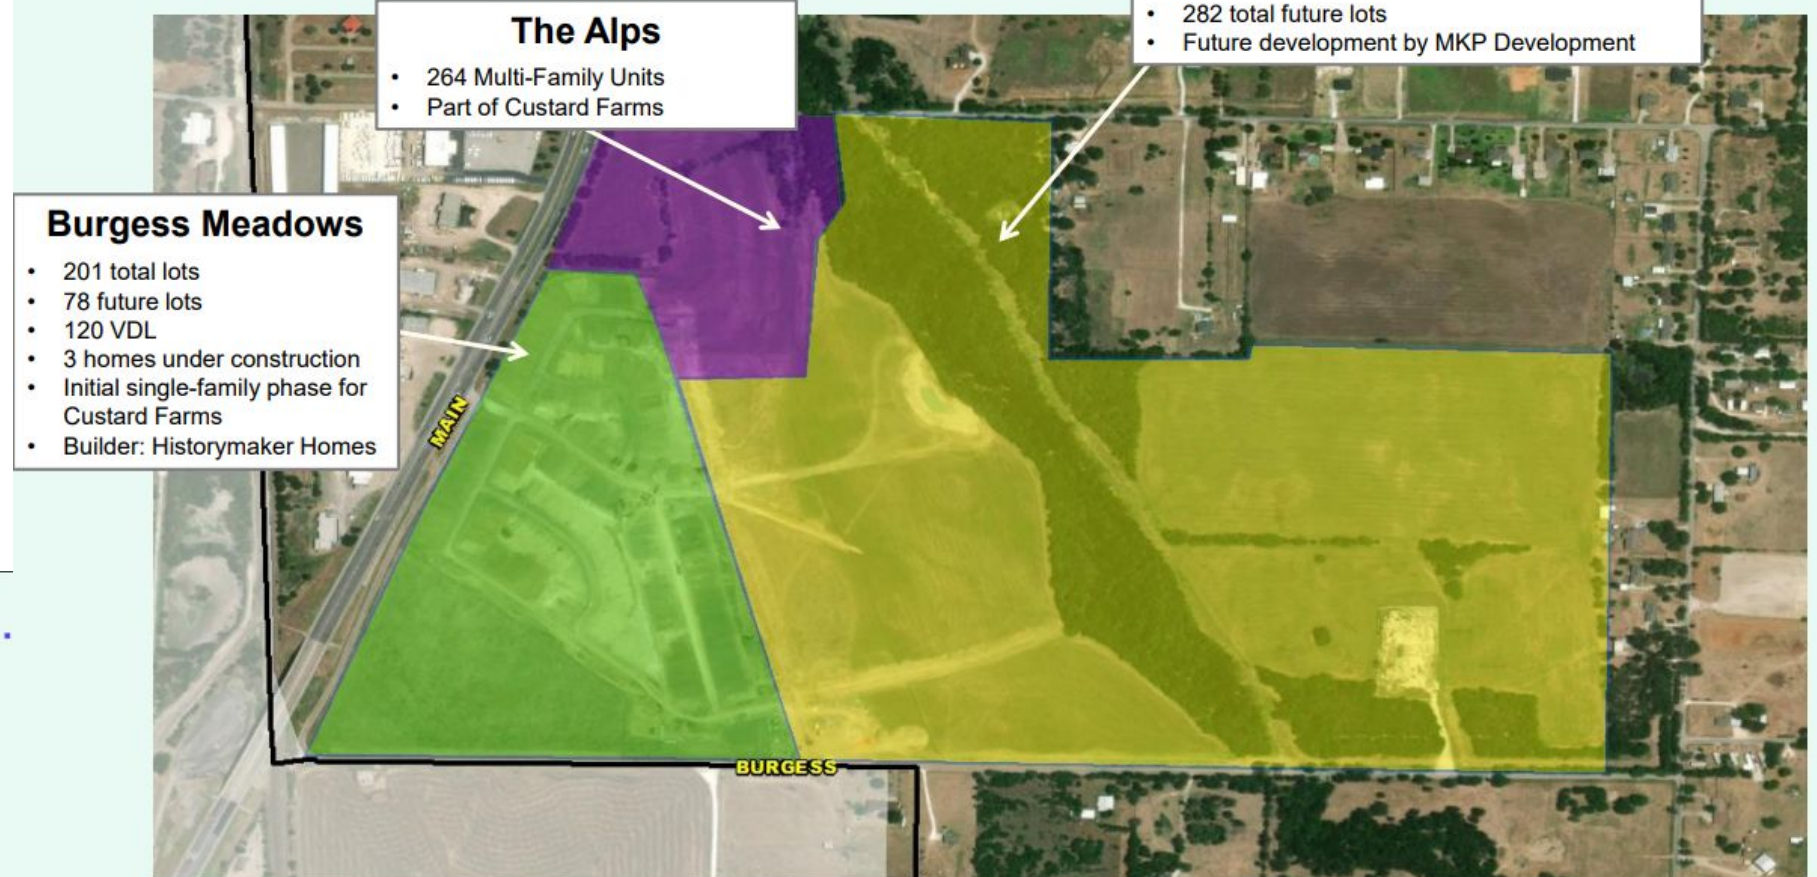 The Alps
• 264 Multi-Family Units
• Part of Custard Farms
• 282 total future lots
• Future development by MKP Development
Burgess Meadows
• 201 total lots
• 78 future lots
• 120 VDL
• 3 homes under construction
• Initial single-family phase for
Custard Farms
• Builder: Historymaker Homes
MAIN
BURGESS